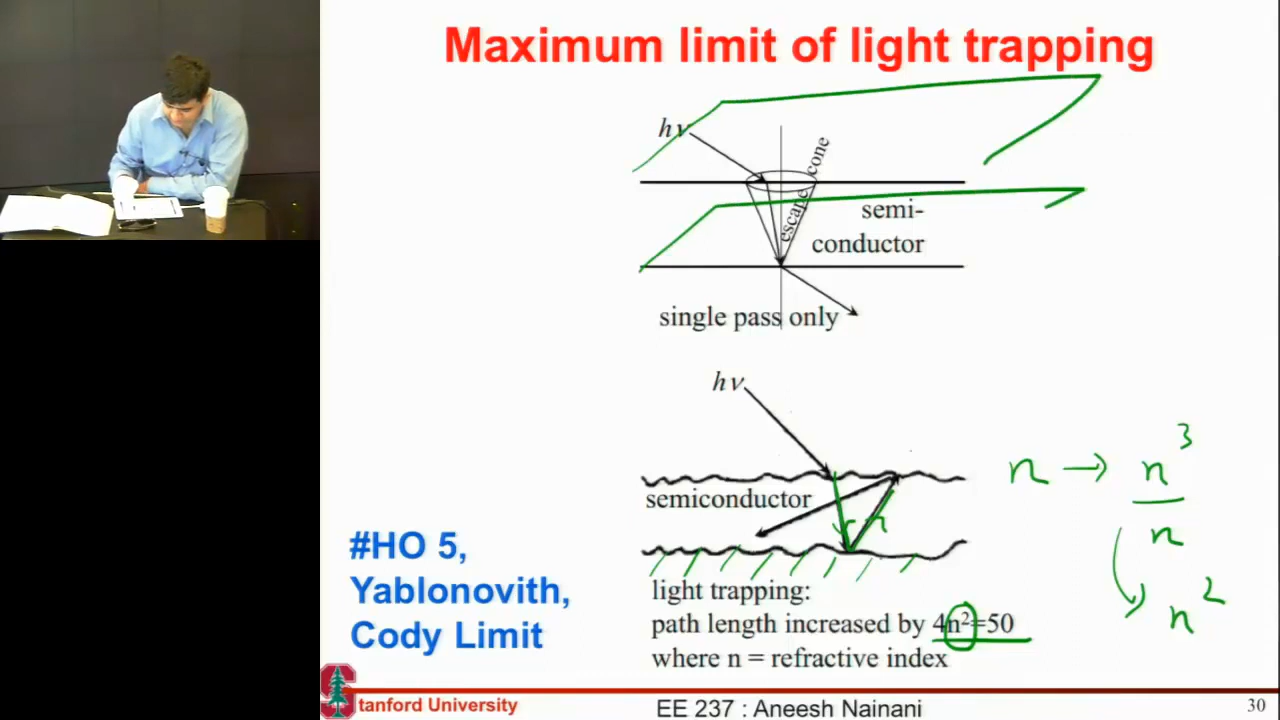 Maximum limit of light trapping
hν
escape cone
semi-
conductor
single pass only
hν
semiconductor
n → n³
n
n²
#HO 5,
Yablonovith,
Cody Limit
light trapping:
path length increased by 4n²=50
where n = refractive index
Stanford University
EE 237 : Aneesh Nainani
30